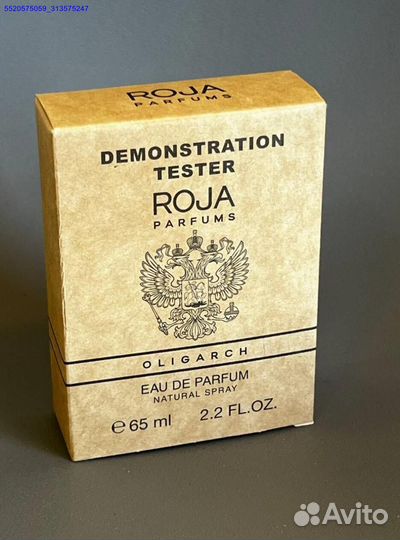 5520575059_313575247
ROJA
PARFUMS
DEMONSTRATION
TESTER
ROJA
PARFUMS
OLIGARCH
EAU DE PARFUM
NATURAL SPRAY
℮ 65 ml 2.2 FL.OZ.
Avito